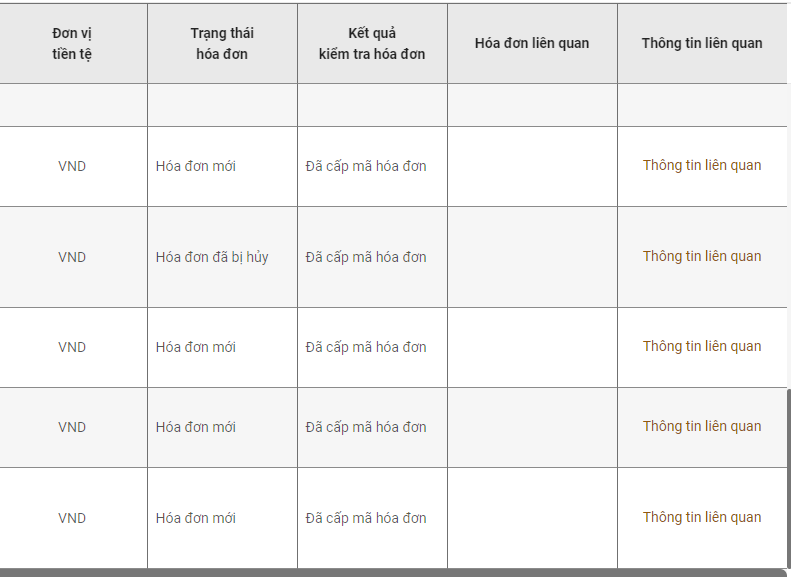 Đơn vị
tiền tệ
Trạng thái
hóa đơn
Kết quả
kiểm tra hóa đơn
Hóa đơn liên quan
Thông tin liên quan
VND
Hóa đơn mới
Đã cấp mã hóa đơn
Thông tin liên quan
VND
Hóa đơn đã bị hủy
Đã cấp mã hóa đơn
Thông tin liên quan
VND
Hóa đơn mới
Đã cấp mã hóa đơn
Thông tin liên quan
VND
Hóa đơn mới
Đã cấp mã hóa đơn
Thông tin liên quan
VND
Hóa đơn mới
Đã cấp mã hóa đơn
Thông tin liên quan